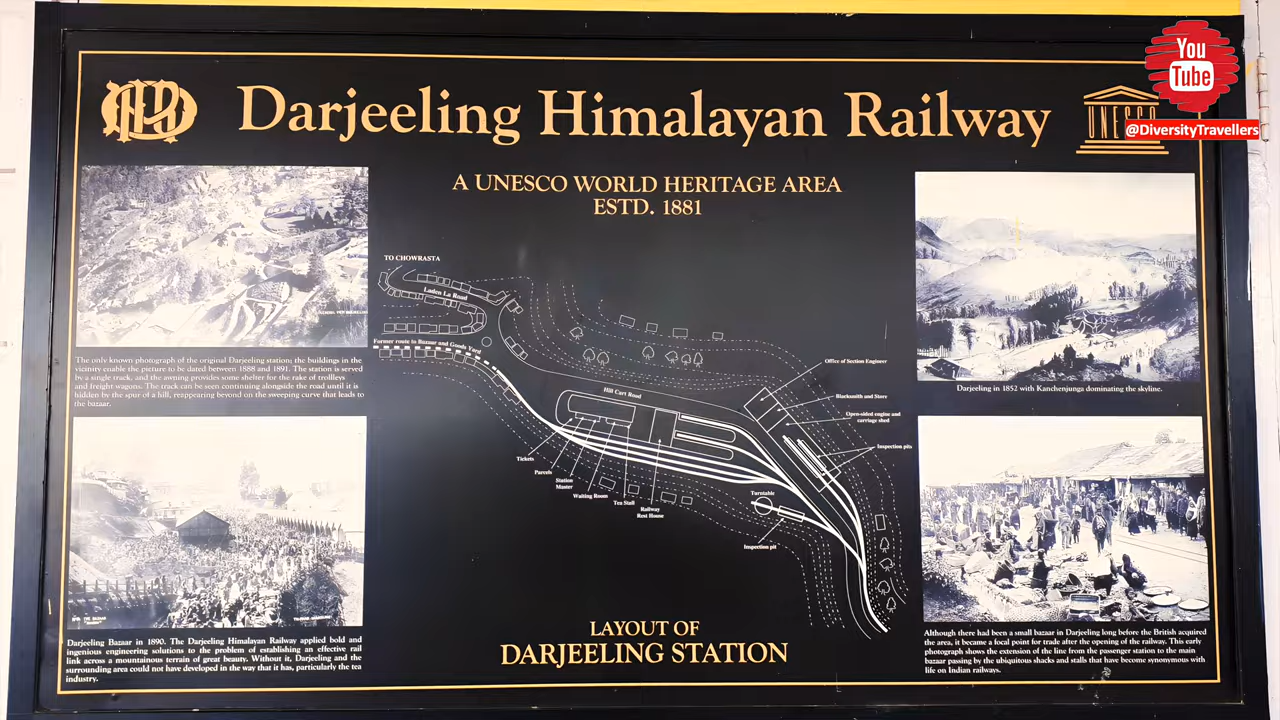 You
Tube
@DiversityTravellers
DHR
Darjeeling Himalayan Railway
UNESCO
A UNESCO WORLD HERITAGE AREA
ESTD. 1881
The only known photograph of the original Darjeeling station; the buildings in the
vicinity enable the picture to be dated between 1888 and 1891. The station is served
by a single track, and the awning provides some shelter for the rake of trolleys
and freight wagons. The track can be seen continuing alongside the road until it is
hidden by the spur of a hill, reappearing beyond on the sweeping curve that leads to
the bazaar.
Darjeeling Bazaar in 1890. The Darjeeling Himalayan Railway applied bold and
ingenious engineering solutions to the problem of establishing an effective rail
link across a mountainous terrain of great beauty. Without it, Darjeeling and the
surrounding area could not have developed in the way that it has, particularly the tea
industry.
TO CHOWRASTA
Laden La Road
Former route to Bazaar and Goods Yard
Hill Cart Road
Office of Section Engineer
Blacksmith and Store
Open-sided engine and
carriage shed
Inspection pits
Tickets
Parcels
Station
Master
Waiting Room
Tea Stall
Railway
Rest House
Turntable
Inspection pit
LAYOUT OF
DARJEELING STATION
Darjeeling in 1852 with Kanchenjunga dominating the skyline.
Although there had been a small bazaar in Darjeeling long before the British acquired
the area, it became a focal point for trade after the opening of the railway. This early
photograph shows the extension of the line from the passenger station to the main
bazaar passing by the ubiquitous shacks and stalls that have become synonymous with
life on Indian railways.